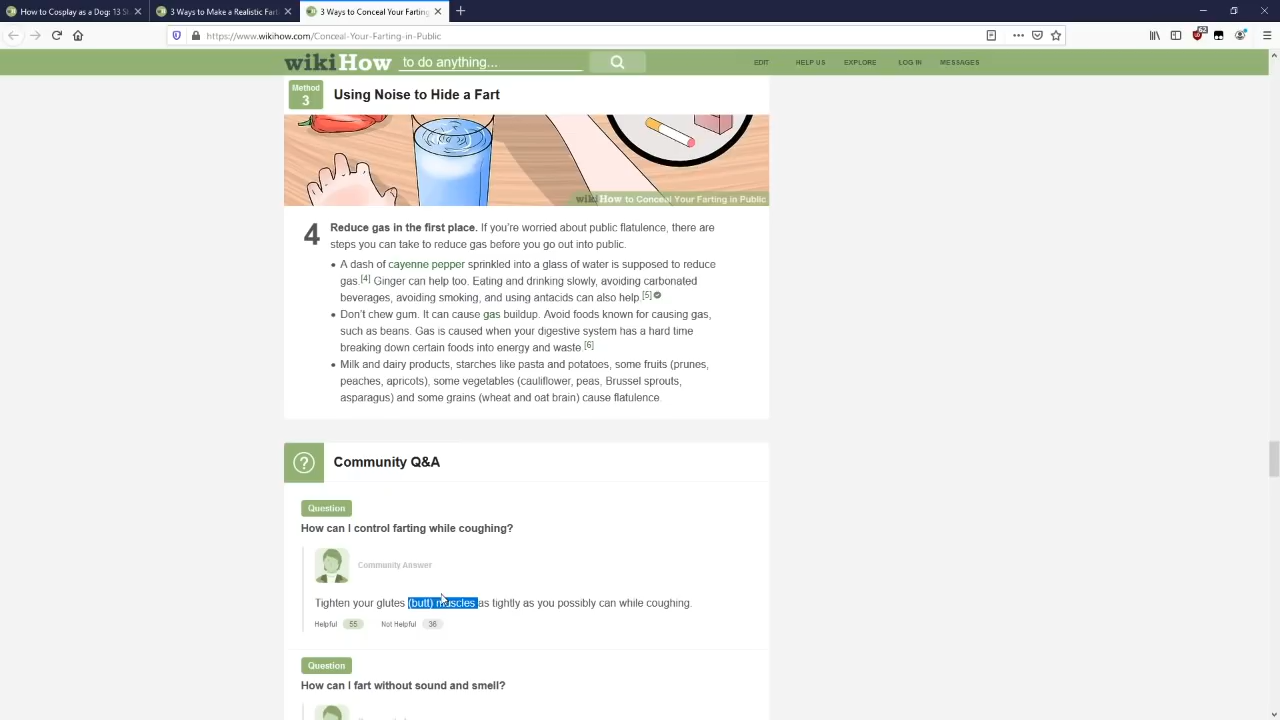 How to Cosplay as a Dog: 13 S
3 Ways to Make a Realistic Fart
3 Ways to Conceal Your Farting
https://www.wikihow.com/Conceal-Your-Farting-in-Public
wikiHow to do anything...
EDIT
HELP US
EXPLORE
LOG IN
MESSAGES
Method
3
Using Noise to Hide a Fart
wikiHow to Conceal Your Farting in Public
4
Reduce gas in the first place. If you're worried about public flatulence, there are
steps you can take to reduce gas before you go out into public.
A dash of cayenne pepper sprinkled into a glass of water is supposed to reduce
gas.[4] Ginger can help too. Eating and drinking slowly, avoiding carbonated
beverages, avoiding smoking, and using antacids can also help.[5]
Don't chew gum. It can cause gas buildup. Avoid foods known for causing gas,
such as beans. Gas is caused when your digestive system has a hard time
breaking down certain foods into energy and waste.[6]
Milk and dairy products, starches like pasta and potatoes, some fruits (prunes,
peaches, apricots), some vegetables (cauliflower, peas, Brussel sprouts,
asparagus) and some grains (wheat and oat brain) cause flatulence.
?
Community Q&A
Question
How can I control farting while coughing?
Community Answer
Tighten your glutes (butt) muscles as tightly as you possibly can while coughing.
Helpful 55 Not Helpful 36
Question
How can I fart without sound and smell?